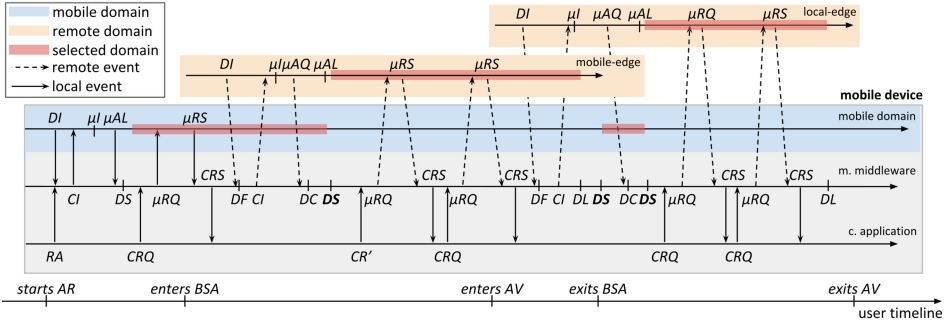 mobile domain
remote domain
selected domain
remote event
local event
DI μI μAQ μAL μRQ μRS local-edge
DI μI μAQ μAL μRS μRS mobile-edge
mobile device
DI μI μAL μRS mobile domain
CRS CRS CRS CRS CRS m. middleware
CI DS μRQ DF CI DC DS μRQ μRQ DF CI DL DS DC DS μRQ μRQ DL
c. application
RA CRQ CR’ CRQ CRQ CRQ
starts AR enters BSA enters AV exits BSA exits AV
user timeline